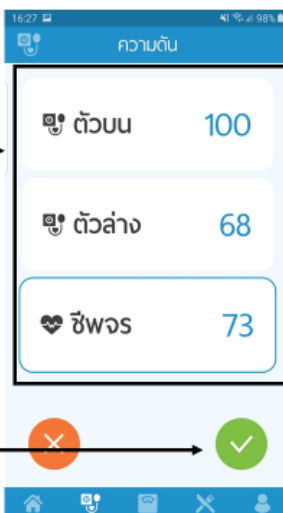 16:27 98%
ความดัน
ตัวบน 100
ตัวล่าง 68
ชีพจร 73